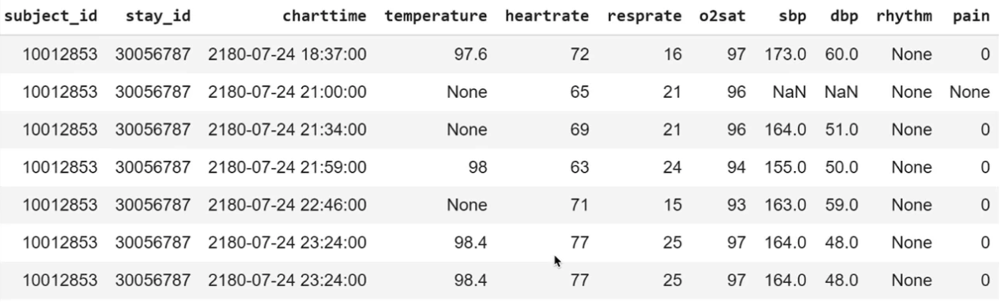 subject_id stay_id charttime temperature heartrate resprate o2sat sbp dbp rhythm pain
10012853 30056787 2180-07-24 18:37:00 97.6 72 16 97 173.0 60.0 None 0
10012853 30056787 2180-07-24 21:00:00 None 65 21 96 NaN NaN None None
10012853 30056787 2180-07-24 21:34:00 None 69 21 96 164.0 51.0 None 0
10012853 30056787 2180-07-24 21:59:00 98 63 24 94 155.0 50.0 None 0
10012853 30056787 2180-07-24 22:46:00 None 71 15 93 163.0 59.0 None 0
10012853 30056787 2180-07-24 23:24:00 98.4 77 25 97 164.0 48.0 None 0
10012853 30056787 2180-07-24 23:24:00 98.4 77 25 97 164.0 48.0 None 0